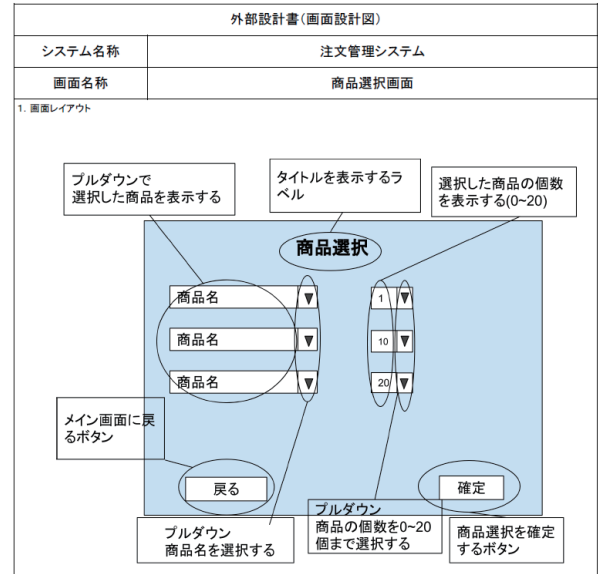 外部設計書(画面設計図)
システム名称
注文管理システム
画面名称
商品選択画面
1. 画面レイアウト
プルダウンで
選択した商品を表示する
タイトルを表示するラ
ベル
選択した商品の個数
を表示する(0~20)
商品選択
商品名
▼
1
▼
商品名
▼
10
▼
商品名
▼
20
▼
メイン画面に戻
るボタン
戻る
確定
プルダウン
商品名を選択する
プルダウン
商品の個数を0~20
個まで選択する
商品選択を確定
するボタン